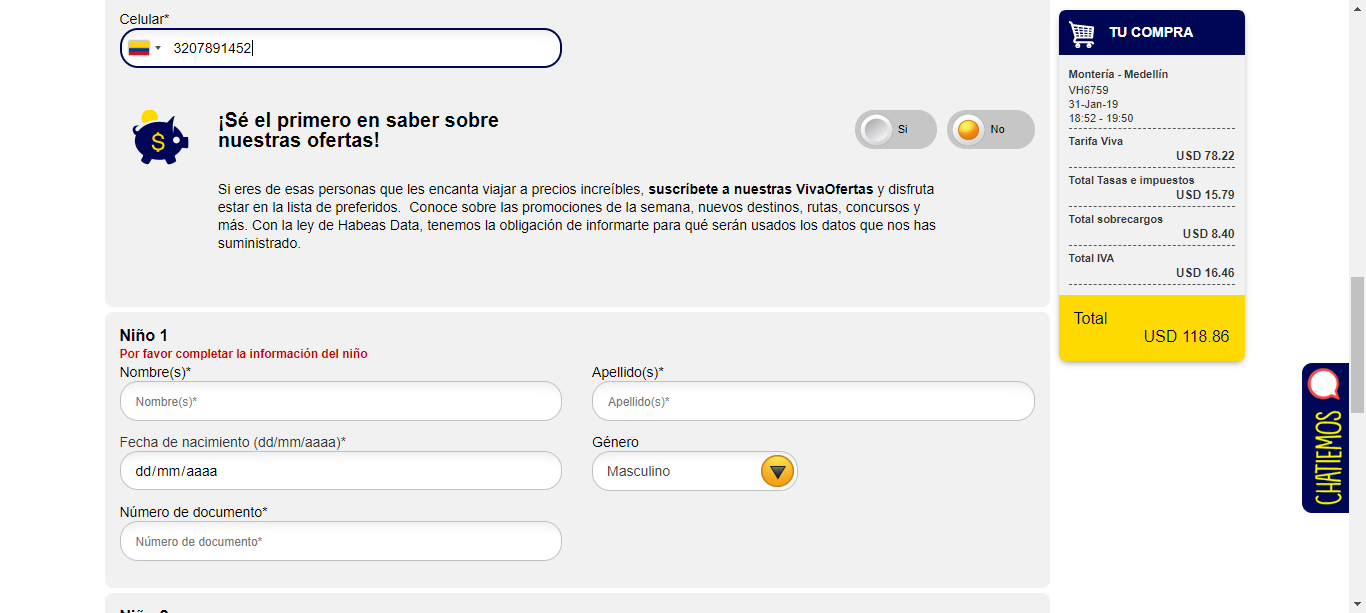 Celular*
3207891452
¡Sé el primero en saber sobre
nuestras ofertas!
Si
No
Si eres de esas personas que les encanta viajar a precios increíbles, suscríbete a nuestras VivaOfertas y disfruta
estar en la lista de preferidos.  Conoce sobre las promociones de la semana, nuevos destinos, rutas, concursos y
más. Con la ley de Habeas Data, tenemos la obligación de informarte para qué serán usados los datos que nos has
suministrado.
Niño 1
Por favor completar la información del niño
Nombre(s)*
Apellido(s)*
Nombre(s)*
Apellido(s)*
Fecha de nacimiento (dd/mm/aaaa)*
Género
dd/mm/aaaa
Masculino
Número de documento*
Número de documento*
TU COMPRA
Montería - Medellín
VH6759
31-Jan-19
18:52 - 19:50
Tarifa Viva
USD 78.22
Total Tasas e impuestos
USD 15.79
Total sobrecargos
USD 8.40
Total IVA
USD 16.46
Total
USD 118.86
CHATIEMOS